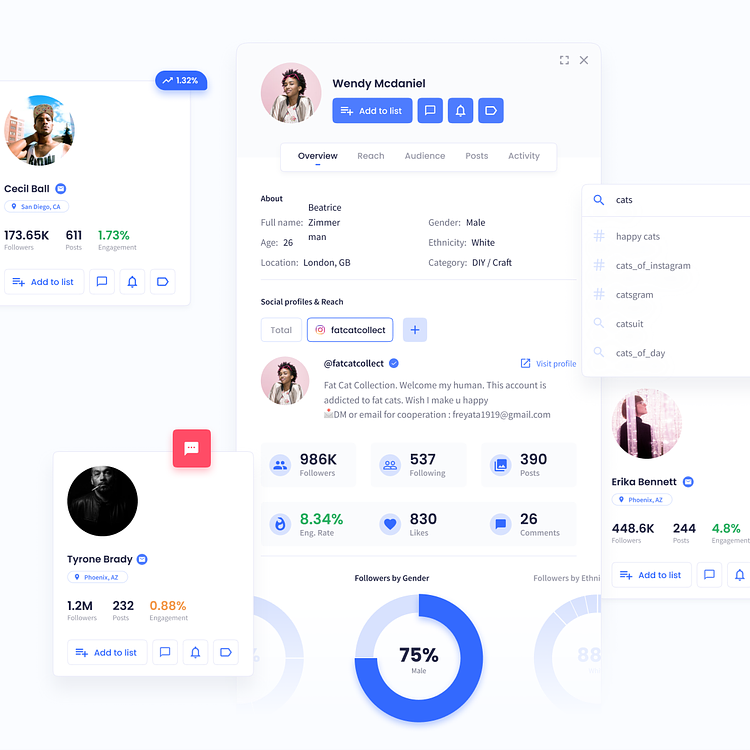 1.32%
Cecil Ball
San Diego, CA
173.65K 611 1.73%
Followers Posts Engagement
Add to list
Wendy Mcdaniel
Add to list
Overview Reach Audience Posts Activity
About
Full name: Beatrice
Zimmer
man
Age: 26
Location: London, GB
Gender: Male
Ethnicity: White
Category: DIY / Craft
Social profiles & Reach
Total fatcatcollect +
@fatcatcollect Visit profile
Fat Cat Collection. Welcome my human. This account is
addicted to fat cats. Wish I make u happy
DM or email for cooperation : freyata1919@gmail.com
986K 537 390
Followers Following Posts
8.34% 830 26
Eng. Rate Likes Comments
Followers by Gender Followers by Ethni
75%
Male
%
88
cats
# happy cats
# cats_of_instagram
# catsgram
catsuit
cats_of_day
Tyrone Brady
Phoenix, AZ
1.2M 232 0.88%
Followers Posts Engagement
Add to list
Erika Bennett
Phoenix, AZ
448.6K 244 4.8%
Followers Posts Engagement
Add to list